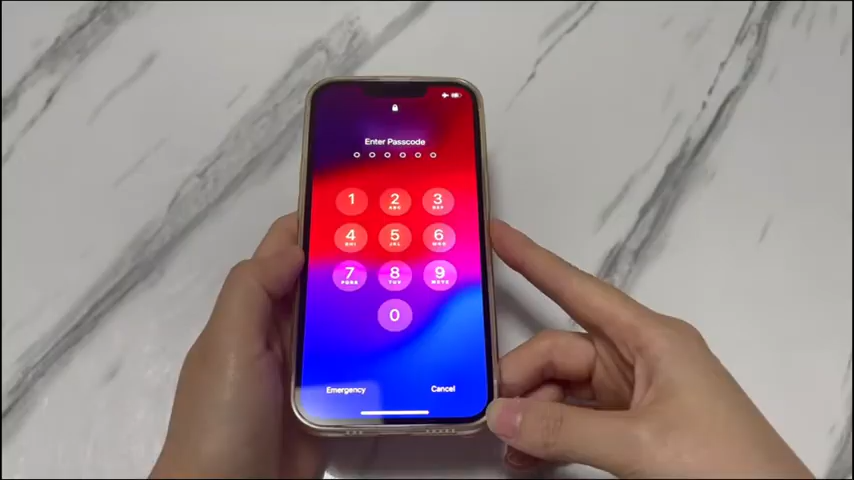 Enter Passcode
1 2 3
ABC DEF
4 5 6
GHI JKL MNO
7 8 9
PQRS TUV WXYZ
0
Emergency Cancel